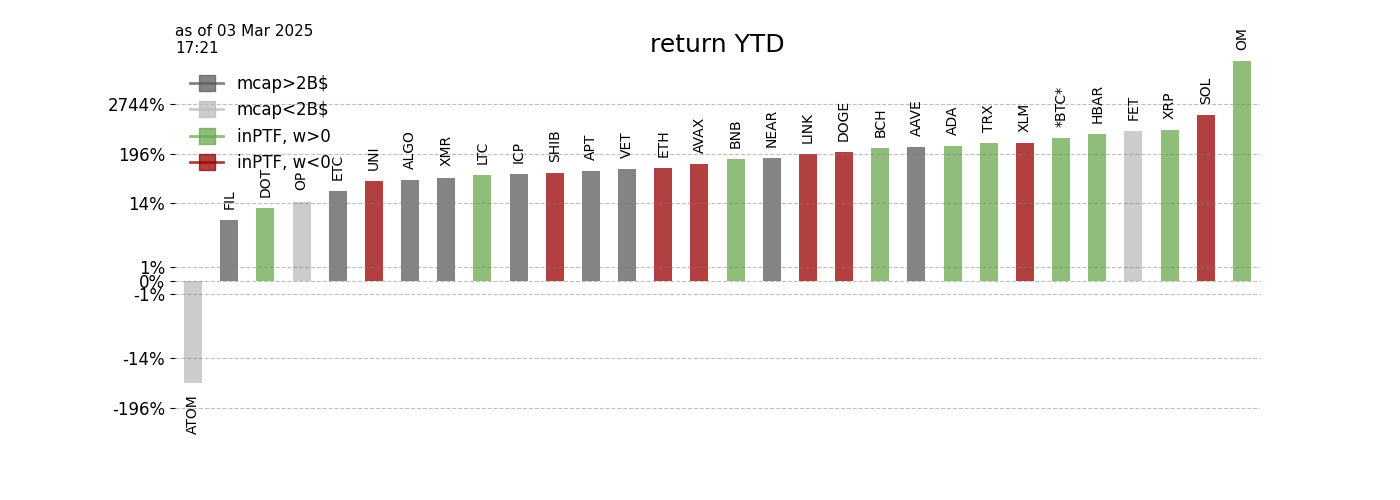 as of 03 Mar 2025
17:21
return YTD
mcap>2B$
mcap<2B$
inPTF, w>0
inPTF, w<0
2744%
196%
14%
1%
0%
-1%
-14%
-196%
ATOM
FIL
DOT
OP
ETC
UNI
ALGO
XMR
LTC
ICP
SHIB
APT
VET
ETH
AVAX
BNB
NEAR
LINK
DOGE
BCH
AAVE
ADA
TRX
XLM
*BTC*
HBAR
FET
XRP
SOL
OM